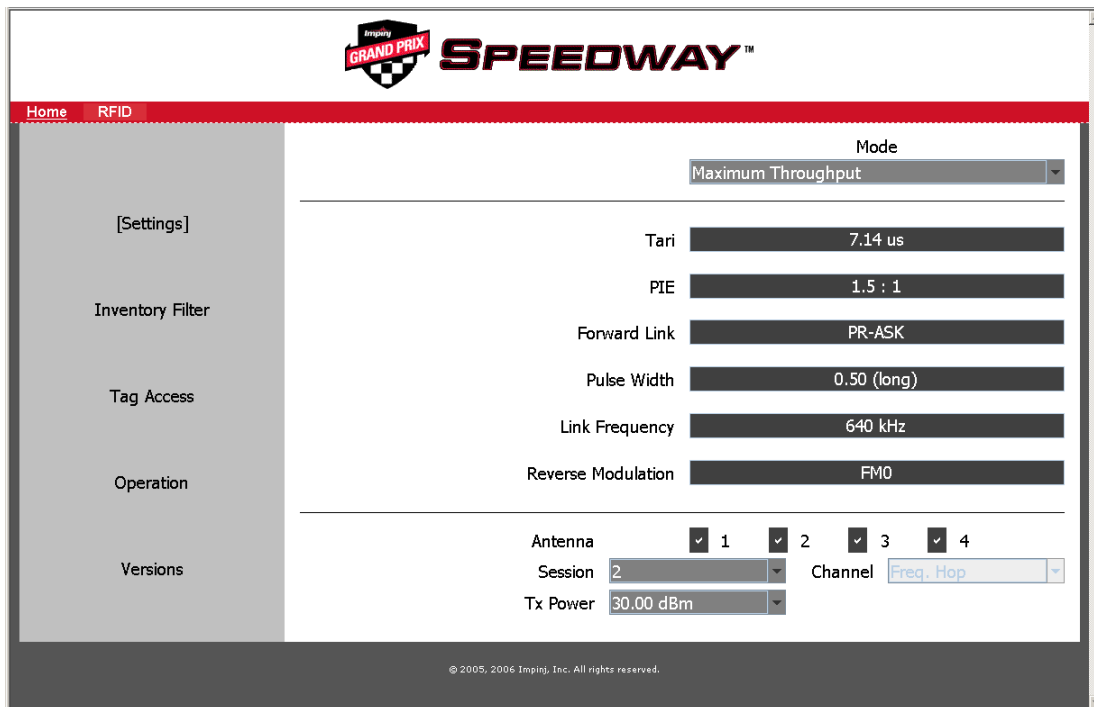 Impinj
GRAND PRIX
SPEEDWAY™
Home RFID
Mode
Maximum Throughput
[Settings]
Inventory Filter
Tag Access
Operation
Versions
Tari 7.14 us
PIE 1.5 : 1
Forward Link PR-ASK
Pulse Width 0.50 (long)
Link Frequency 640 kHz
Reverse Modulation FM0
Antenna 1 2 3 4
Session 2 Channel Freq. Hop
Tx Power 30.00 dBm
© 2005, 2006 Impinj, Inc. All rights reserved.